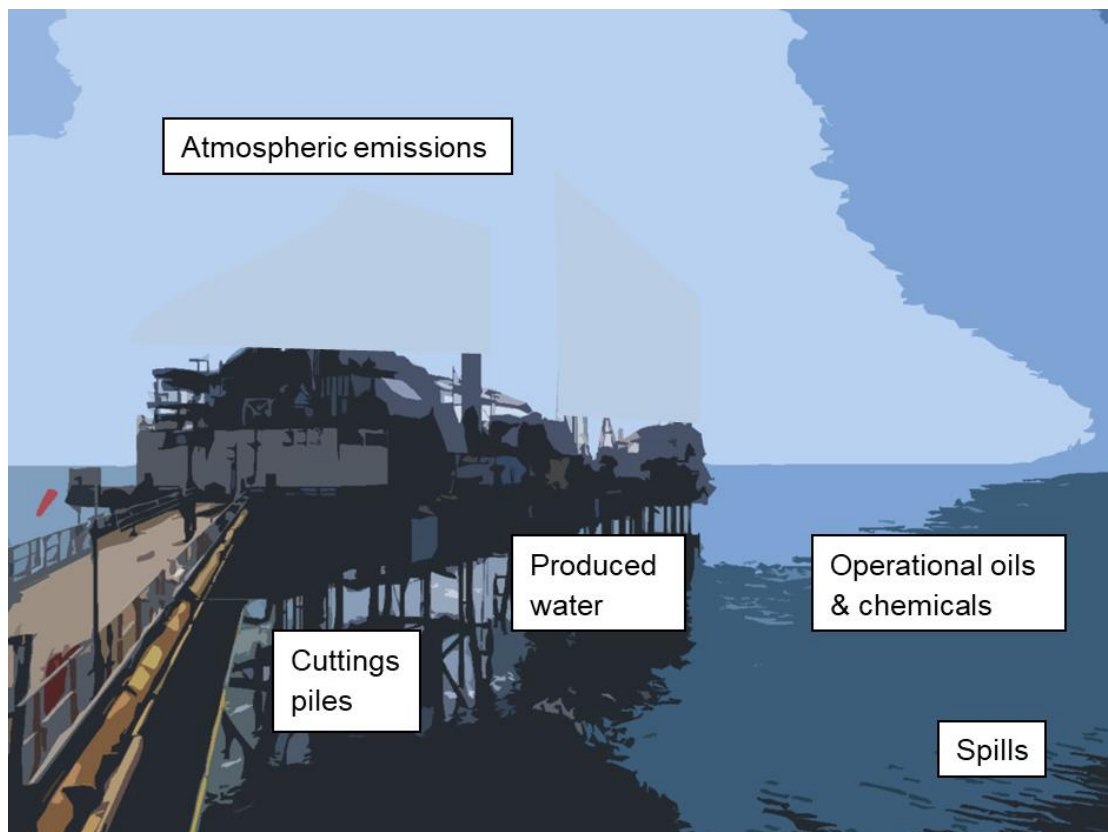 Atmospheric emissions
Produced
water
Operational oils
& chemicals
Cuttings
piles
Spills